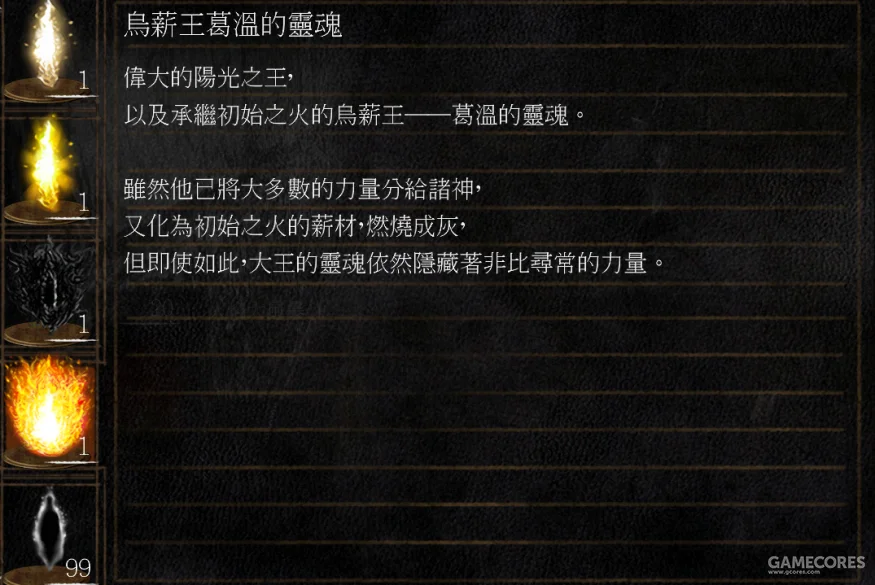 烏薪王葛溫的靈魂
偉大的陽光之王,
以及承繼初始之火的烏薪王——葛溫的靈魂。
雖然他已將大多數的力量分給諸神,
又化為初始之火的薪材,燃燒成灰,
但即使如此,大王的靈魂依然隱藏著非比尋常的力量。
1
1
1
1
99
GAMECORES
www.gcores.com